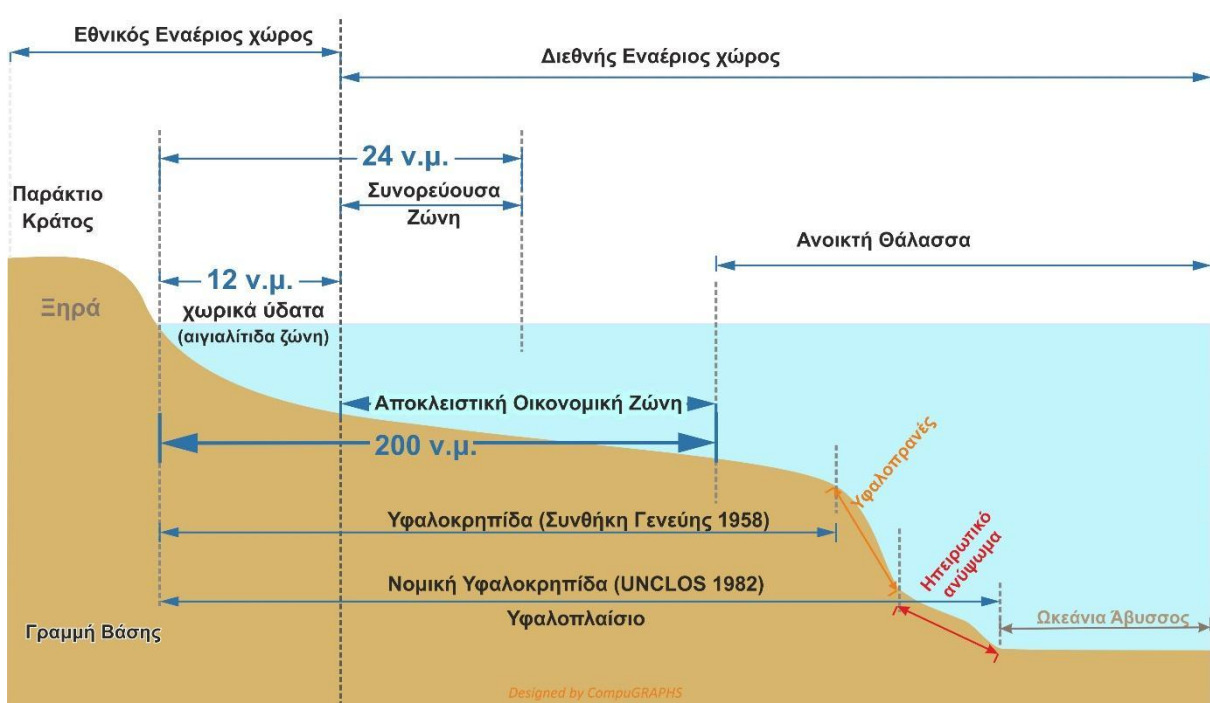 Εθνικός Εναέριος χώρος
Διεθνής Εναέριος χώρος
24 ν.μ.
Συνορεύουσα
Ζώνη
Παράκτιο
Κράτος
Ανοικτή Θάλασσα
12 ν.μ.
Ξηρά
χωρικά ύδατα
(αιγιαλίτιδα ζώνη)
Αποκλειστική Οικονομική Ζώνη
200 ν.μ.
Υφαλοπρανές
Υφαλοκρηπίδα (Συνθήκη Γενεύης 1958)
Ηπειρωτικό
ανύψωμα
Νομική Υφαλοκρηπίδα (UNCLOS 1982)
Υφαλοπλαίσιο
Γραμμή Βάσης
Ωκεάνια Άβυσσος
Designed by CompuGRAPHS